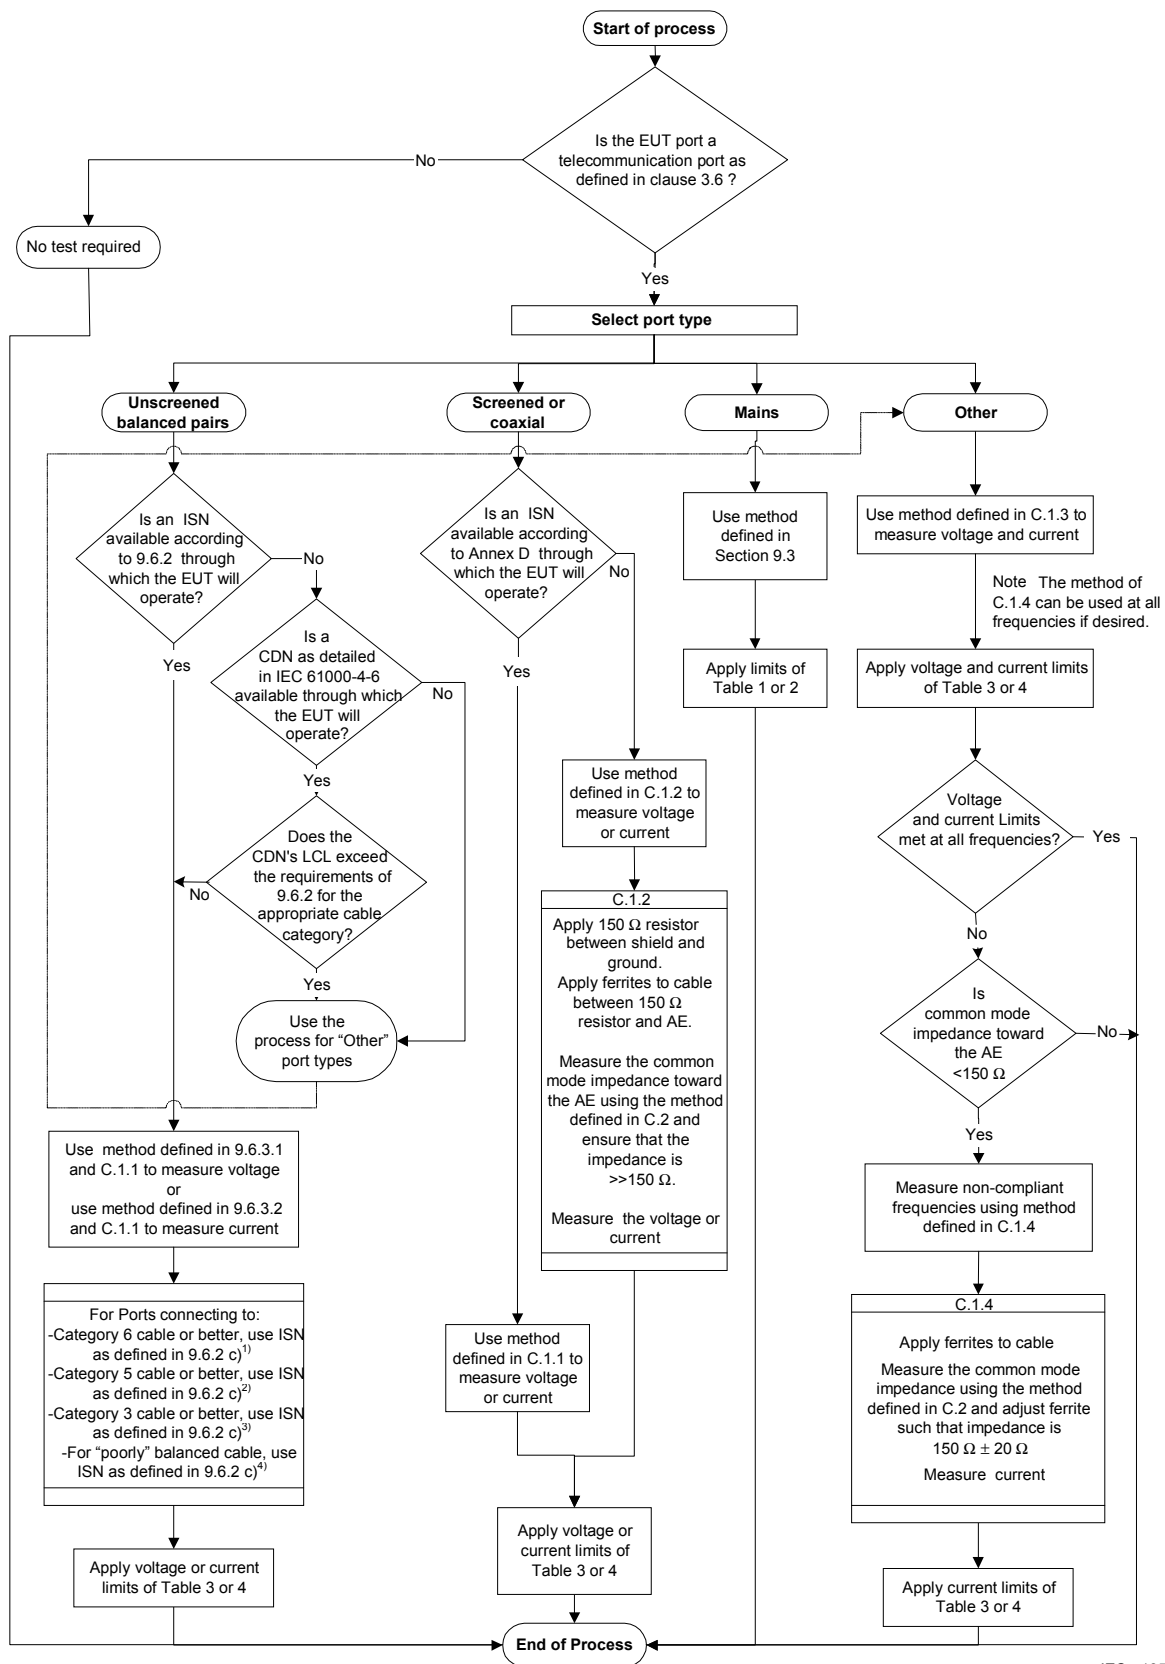 Start of process
Is the EUT port a
telecommunication port as
defined in clause 3.6 ?
No
No test required
Yes
Select port type
Unscreened
balanced pairs
Screened or
coaxial
Mains
Other
Is an ISN
available according
to 9.6.2 through
which the EUT will
operate?
No
Yes
Is a
CDN as detailed
in IEC 61000-4-6
available through which
the EUT will
operate?
No
Yes
Does the
CDN's LCL exceed
the requirements of
9.6.2 for the
appropriate cable
category?
No
Yes
Use the
process for “Other”
port types
Use method defined in 9.6.3.1
and C.1.1 to measure voltage
or
use method defined in 9.6.3.2
and C.1.1 to measure current
For Ports connecting to:
-Category 6 cable or better, use ISN
as defined in 9.6.2 c)1)
-Category 5 cable or better, use ISN
as defined in 9.6.2 c)2)
-Category 3 cable or better, use ISN
as defined in 9.6.2 c)3)
-For “poorly” balanced cable, use
ISN as defined in 9.6.2 c)4)
Apply voltage or current
limits of Table 3 or 4
Is an ISN
available according
to Annex D through
which the EUT will
operate?
No
Yes
Use method
defined in C.1.2 to
measure voltage
or current
C.1.2
Apply 150 Ω resistor
between shield and
ground.
Apply ferrites to cable
between 150 Ω
resistor and AE.
Measure the common
mode impedance toward
the AE using the method
defined in C.2 and
ensure that the
impedance is
>>150 Ω.
Measure the voltage or
current
Use method
defined in C.1.1 to
measure voltage
or current
Apply voltage or
current limits of
Table 3 or 4
Use method
defined in
Section 9.3
Apply limits of
Table 1 or 2
Use method defined in C.1.3 to
measure voltage and current
Note The method of
C.1.4 can be used at all
frequencies if desired.
Apply voltage and current limits
of Table 3 or 4
Voltage
and current Limits
met at all frequencies?
Yes
No
Is
common mode
impedance toward
the AE
<150 Ω
No
Yes
Measure non-compliant
frequencies using method
defined in C.1.4
C.1.4
Apply ferrites to cable
Measure the common mode
impedance using the method
defined in C.2 and adjust ferrite
such that impedance is
150 Ω ± 20 Ω
Measure current
Apply current limits of
Table 3 or 4
End of Process